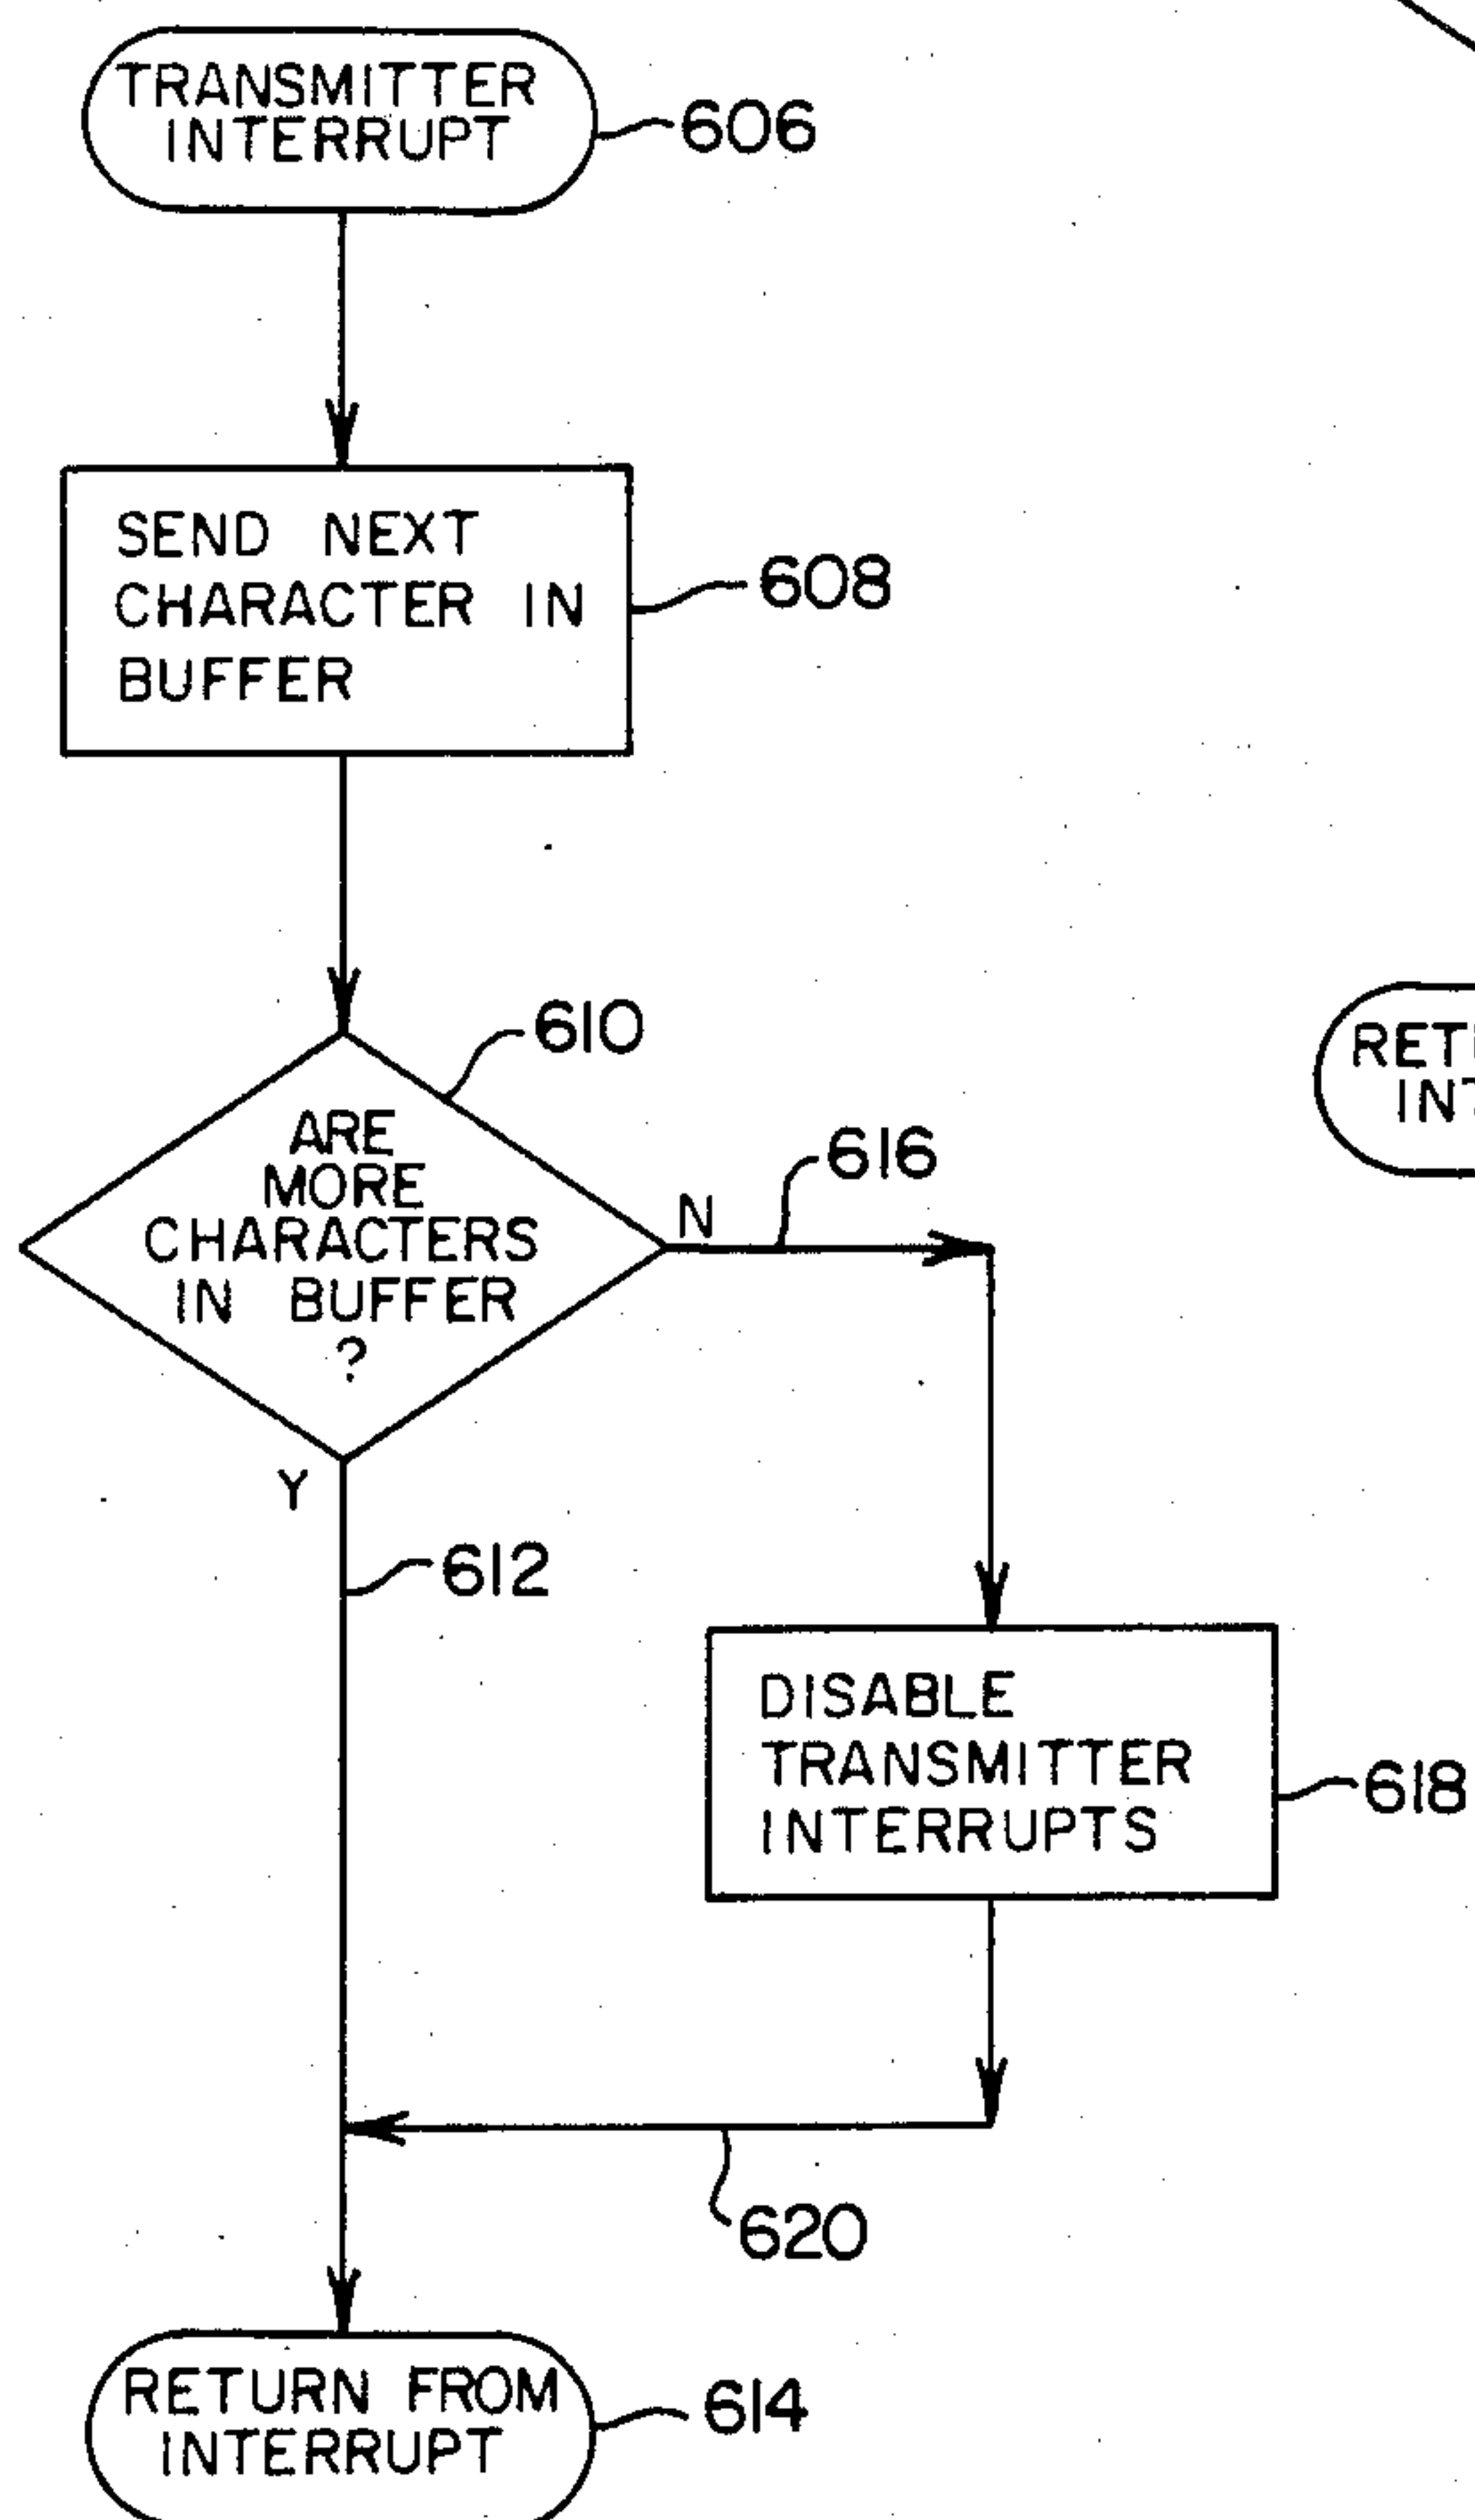 TRANSMITTER
INTERRUPT
606
SEND NEXT
CHARACTER IN
BUFFER
608
610
ARE
MORE
CHARACTERS
IN BUFFER
?
N
616
Y
612
DISABLE
TRANSMITTER
INTERRUPTS
618
620
RETURN FROM
INTERRUPT
614